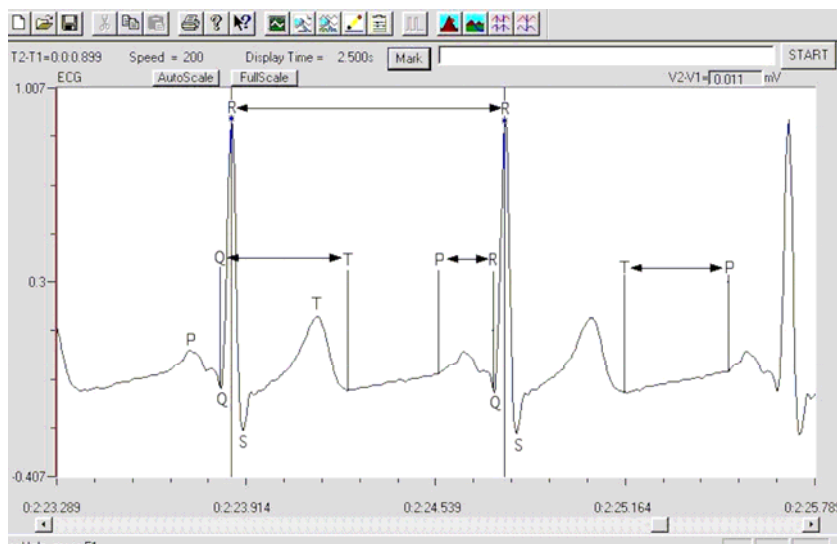 T2-T1=0:0:0.899 Speed = 200 Display Time = 2.500s Mark START
ECG AutoScale FullScale V2-V1= 0.011 mV
1.007
R R
Q T P R T P
0.3
T
P
Q Q
S S
-0.407
0:2:23.289 0:2:23.914 0:2:24.539 0:2:25.164 0:2:25.789